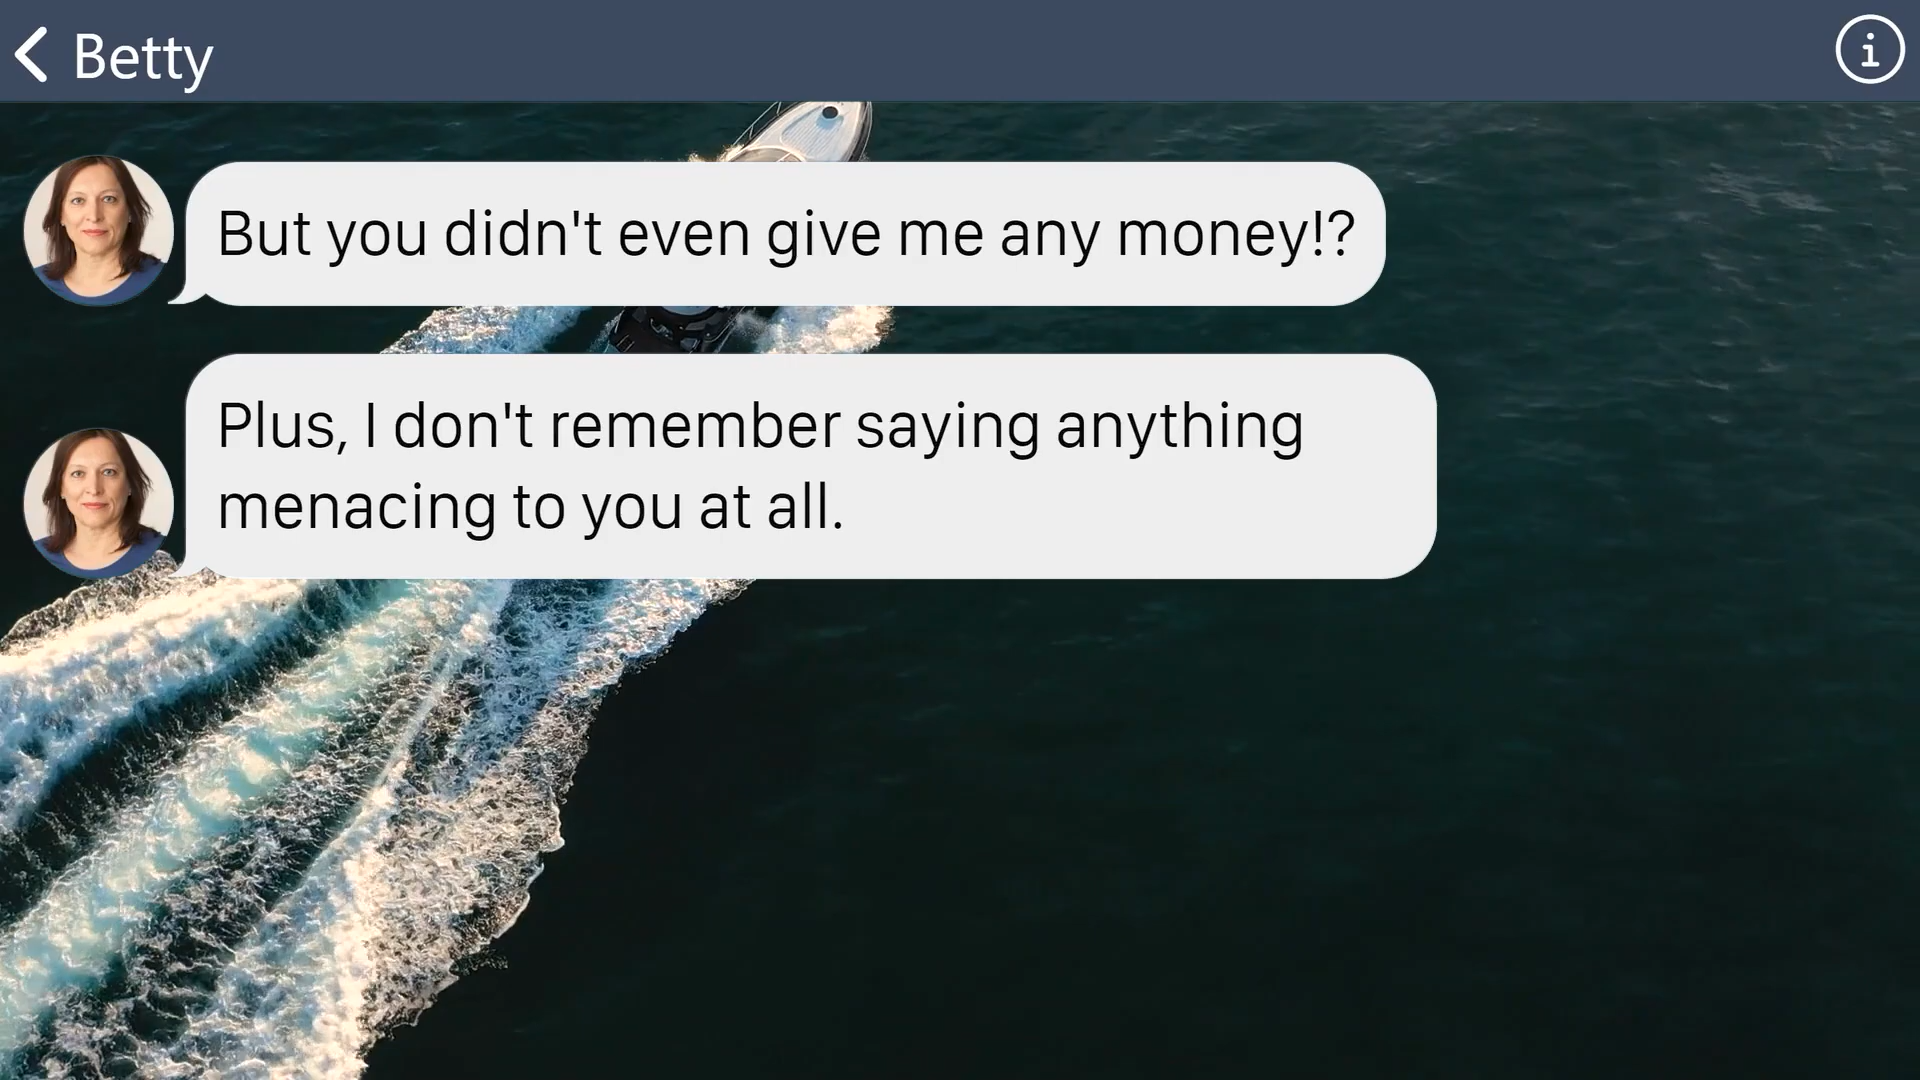 Betty
But you didn't even give me any money!?
Plus, I don't remember saying anything
menacing to you at all.